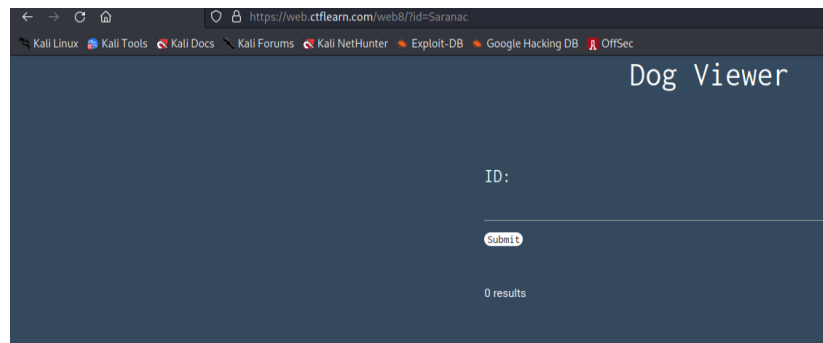 https://web.ctflearn.com/web8/?id=Saranac
Kali Linux Kali Tools Kali Docs Kali Forums Kali NetHunter Exploit-DB Google Hacking DB OffSec
Dog Viewer
ID:
Submit
0 results